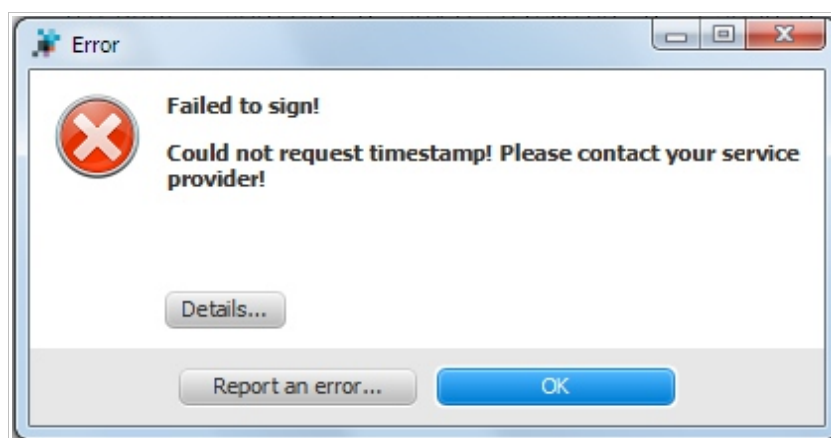 Error
Failed to sign!
Could not request timestamp! Please contact your service
provider!
Details...
Report an error...
OK